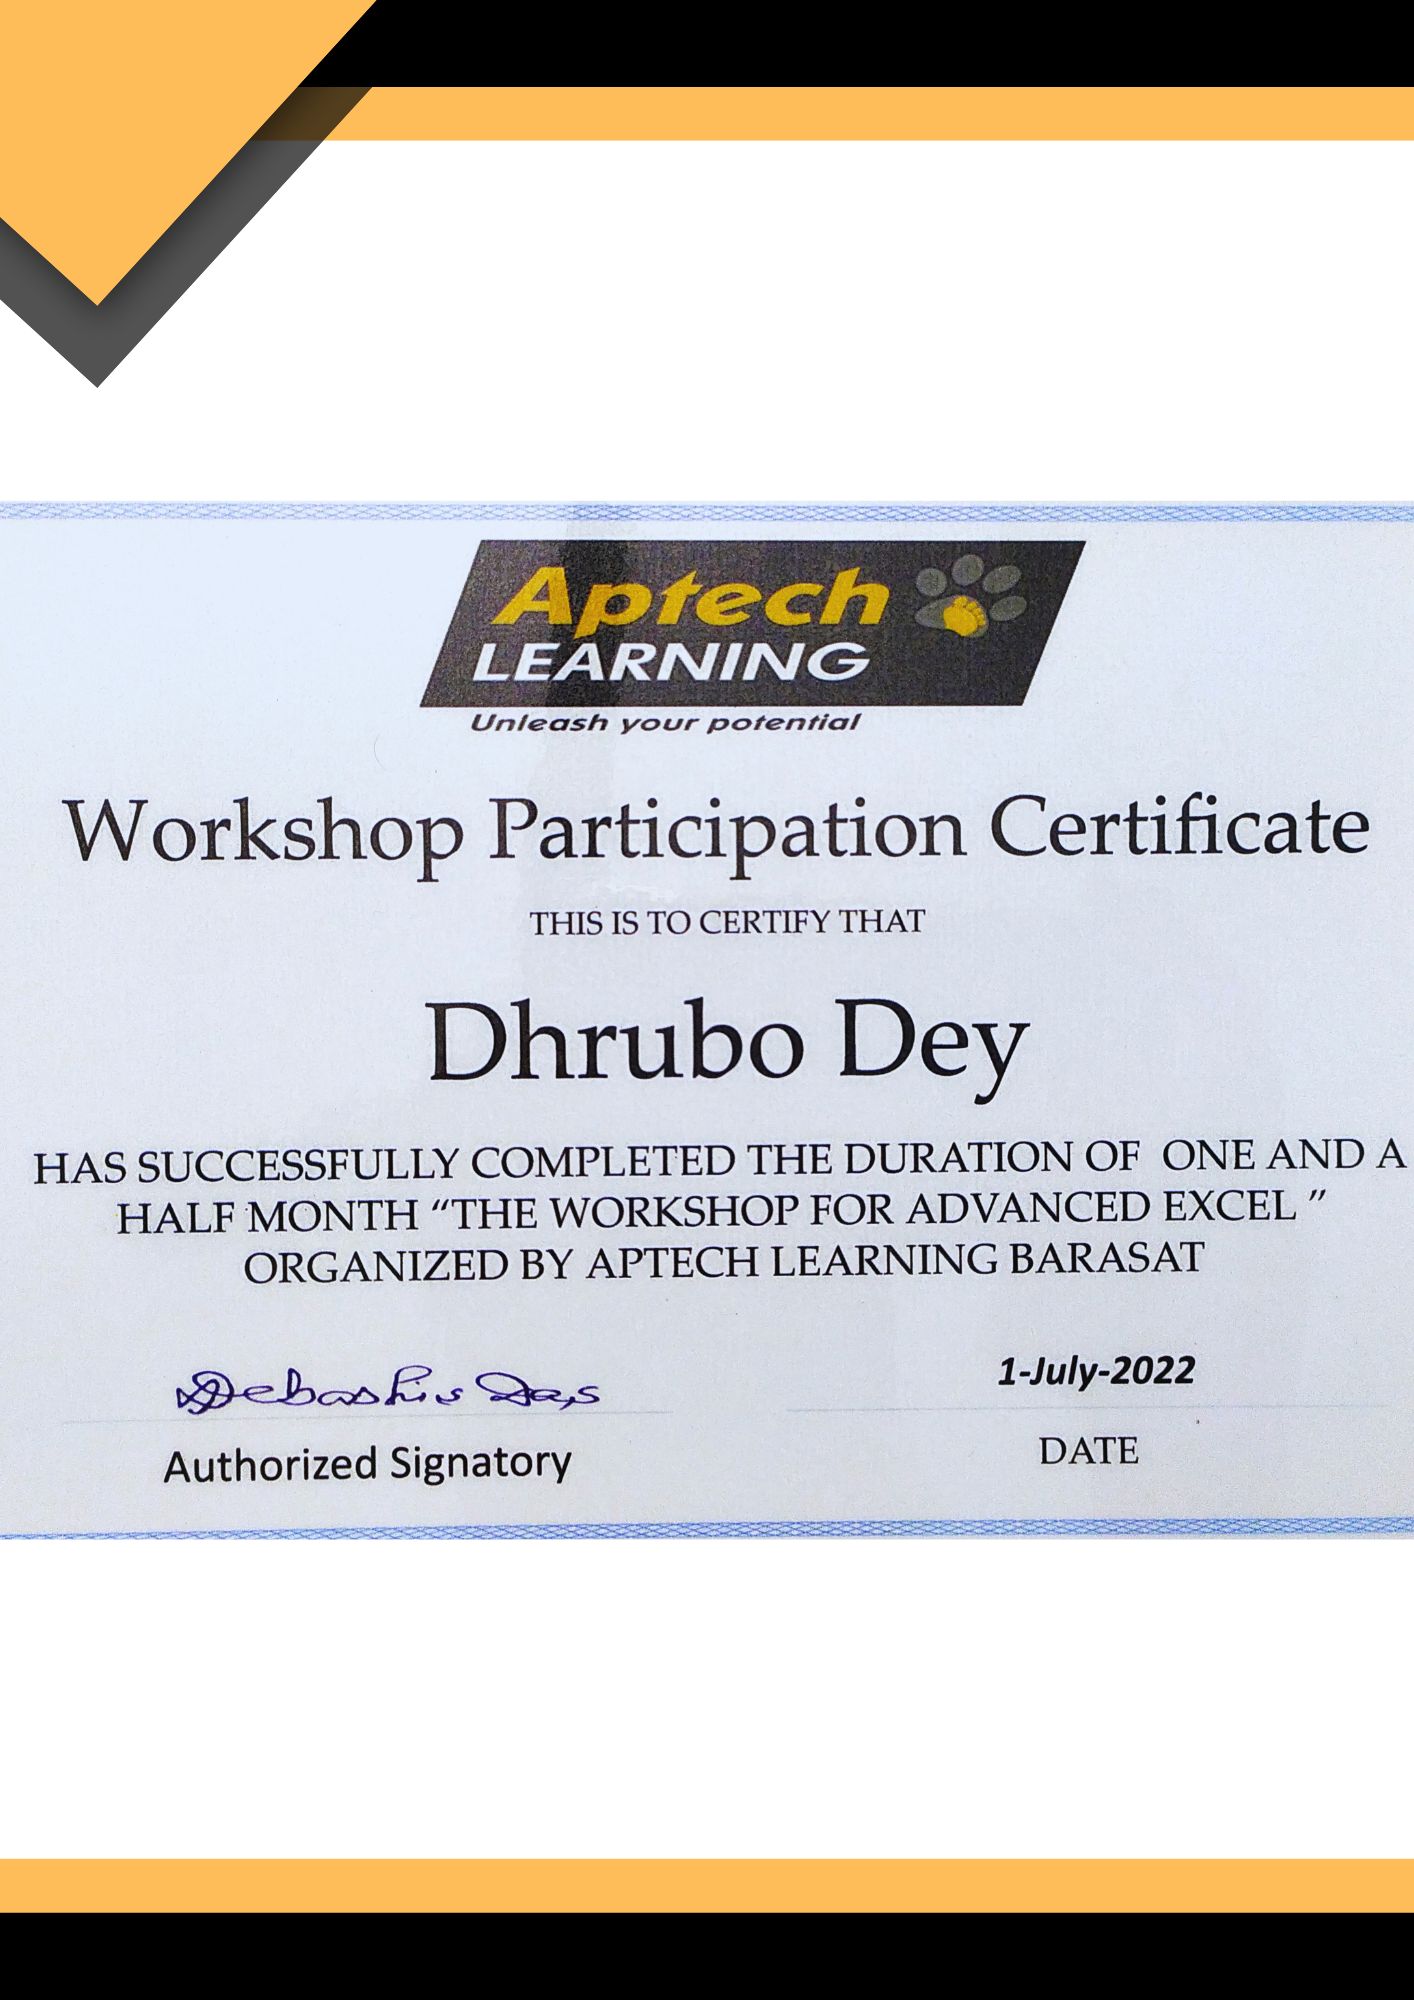 Aptech
LEARNING
Unleash your potential
Workshop Participation Certificate
THIS IS TO CERTIFY THAT
Dhrubo Dey
HAS SUCCESSFULLY COMPLETED THE DURATION OF ONE AND A
HALF MONTH “THE WORKSHOP FOR ADVANCED EXCEL ”
ORGANIZED BY APTECH LEARNING BARASAT
Debashis Das
1-July-2022
Authorized Signatory
DATE